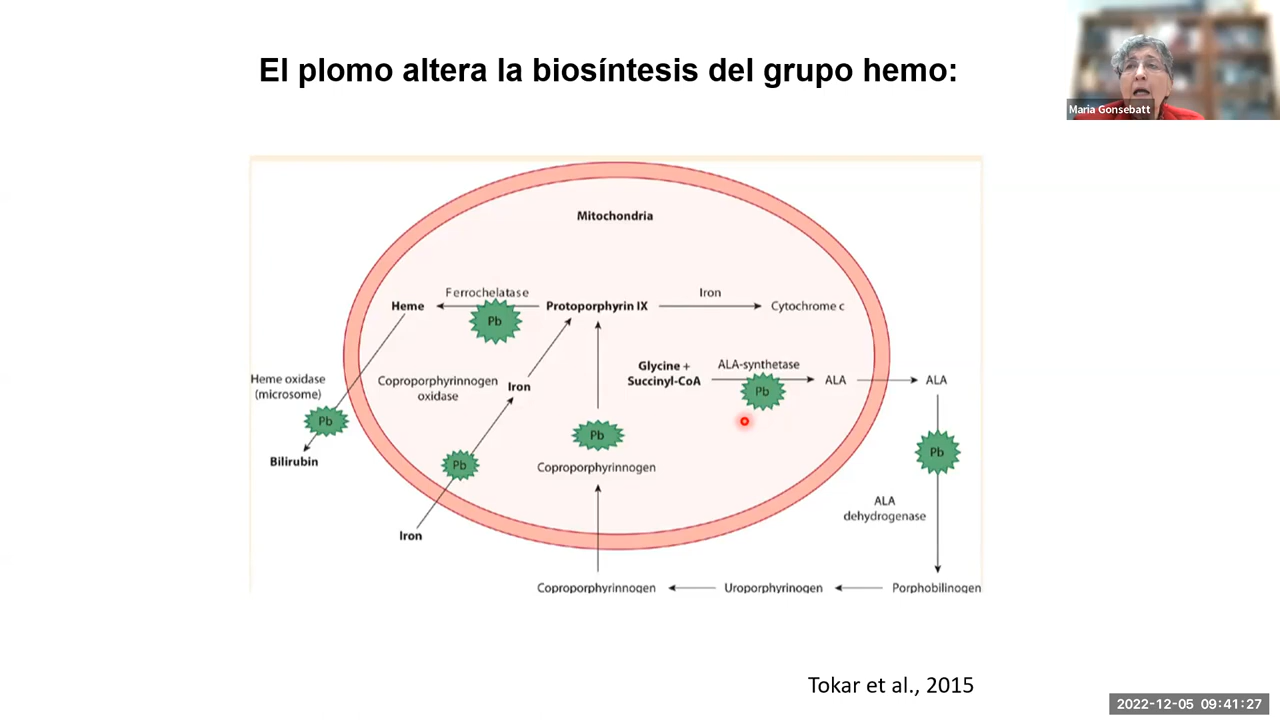 El plomo altera la biosíntesis del grupo hemo:
Maria Gonsebatt
Mitochondria
Ferrochelatase
Iron
Heme
Pb
Protoporphyrin IX
Cytochrome c
Heme oxidase
(microsome)
Coproporphyrinnogen
oxidase
Iron
Glycine +
Succinyl-CoA
ALA-synthetase
Pb
ALA
ALA
Pb
Bilirubin
Pb
Pb
Coproporphyrinnogen
Pb
ALA
dehydrogenase
Iron
Coproporphyrinnogen
Uroporphyrinogen
Porphobilinogen
Tokar et al., 2015
2022-12-05 09:41:27